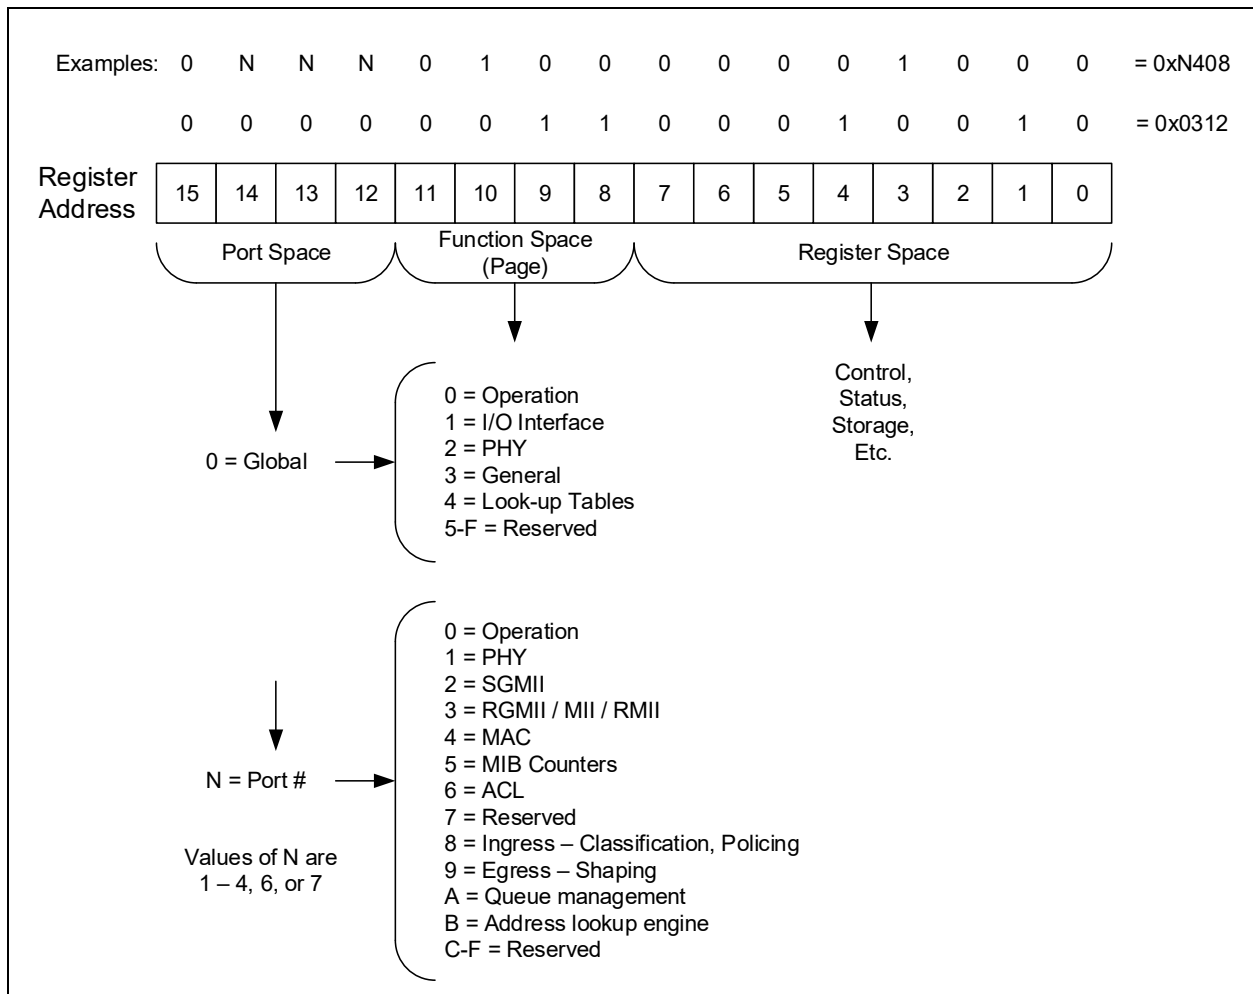 Examples: 0 N N N 0 1 0 0 0 0 0 0 1 0 0 0 = 0xN408
0 0 0 0 0 0 1 1 0 0 0 1 0 0 1 0 = 0x0312
Register
Address
15 14 13 12 11 10 9 8 7 6 5 4 3 2 1 0
Port Space
Function Space
(Page)
Register Space
0 = Global
0 = Operation
1 = I/O Interface
2 = PHY
3 = General
4 = Look-up Tables
5-F = Reserved
Control,
Status,
Storage,
Etc.
N = Port #
Values of N are
1 – 4, 6, or 7
0 = Operation
1 = PHY
2 = SGMII
3 = RGMII / MII / RMII
4 = MAC
5 = MIB Counters
6 = ACL
7 = Reserved
8 = Ingress – Classification, Policing
9 = Egress – Shaping
A = Queue management
B = Address lookup engine
C-F = Reserved